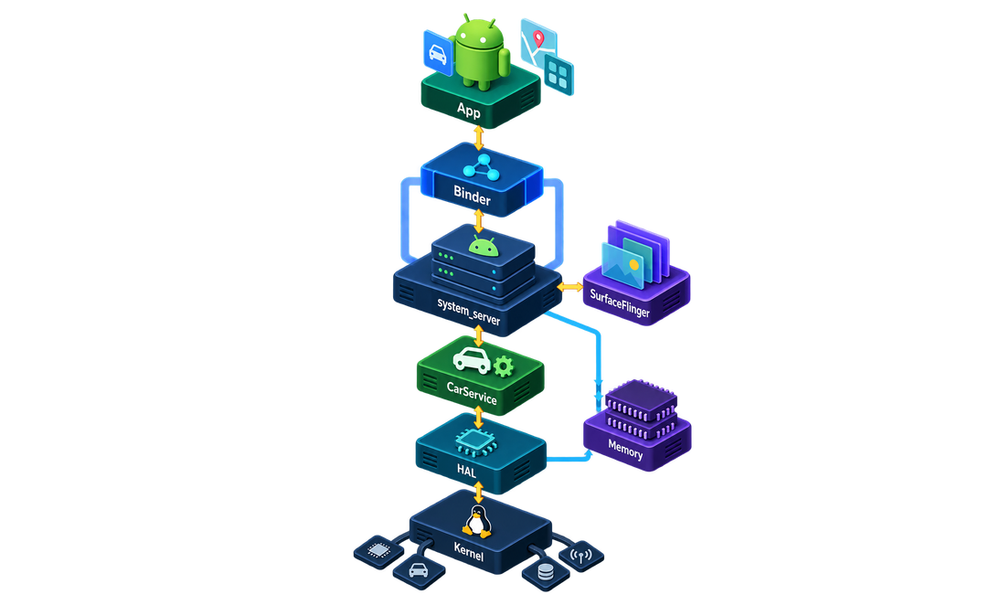 App
Binder
system_server
SurfaceFlinger
CarService
Memory
HAL
Kernel